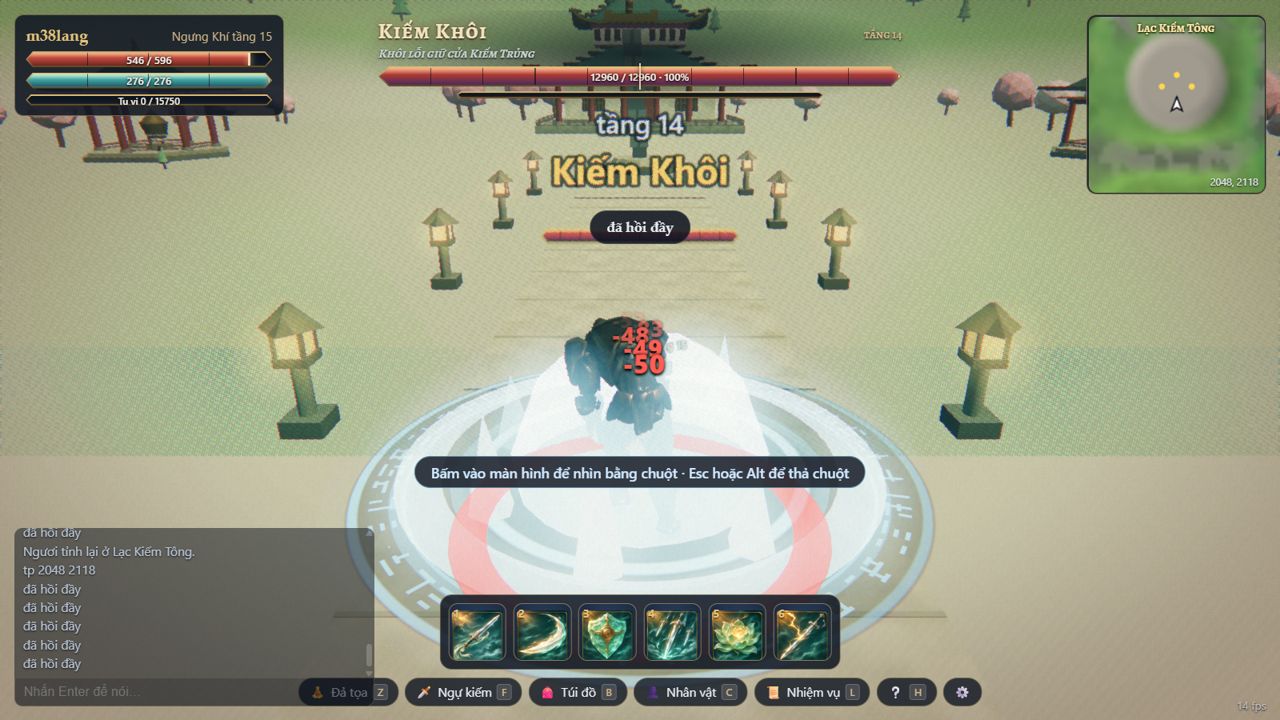 m38lang
Ngưng Khí tầng 15
546 / 596
276 / 276
Tu vi 0 / 15750
KIẾM KHÔI
TẦNG 14
KHÔI LỖI GIỮ CỦA KIẾM TRỦNG
12960 / 12960 · 100%
LẠC KIẾM TÔNG
2048, 2118
tầng 14
Kiếm Khôi
đã hồi đầy
-483
-49
-50
Bấm vào màn hình để nhìn bằng chuột · Esc hoặc Alt để thả chuột
đã hồi đầy
Ngươi tỉnh lại ở Lạc Kiếm Tông.
tp 2048 2118
đã hồi đầy
đã hồi đầy
đã hồi đầy
đã hồi đầy
đã hồi đầy
Nhấn Enter để nói...
1 2 3 4 5 6
Đả tọa Z
Ngự kiếm F
Túi đồ B
Nhân vật C
Nhiệm vụ L
? H
14 fps